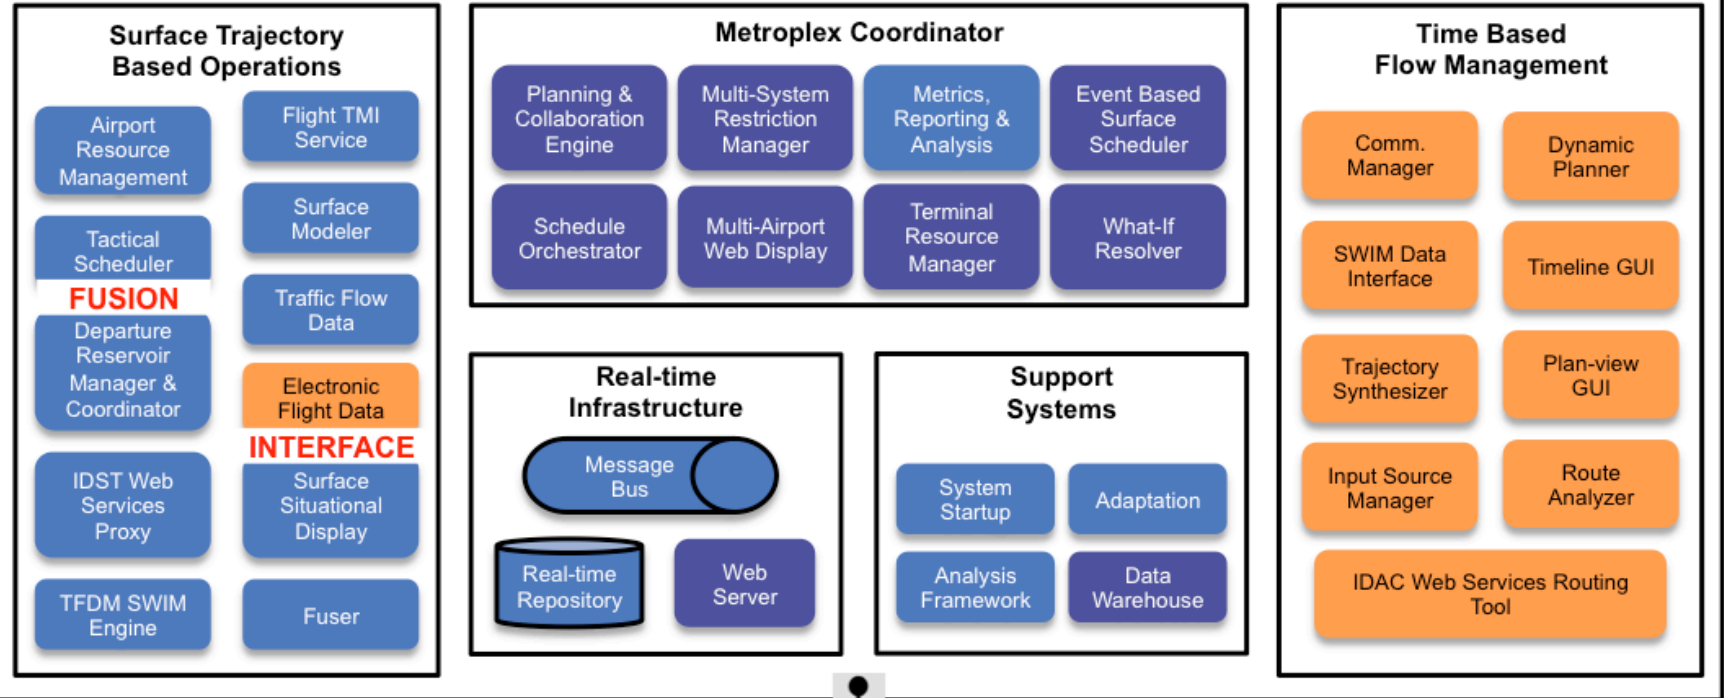 Surface Trajectory
Based Operations
Airport
Resource
Management
Flight TMI
Service
Tactical
Scheduler
Surface
Modeler
FUSION
Traffic Flow
Data
Departure
Reservoir
Manager &
Coordinator
Electronic
Flight Data
INTERFACE
IDST Web
Services
Proxy
Surface
Situational
Display
TFDM SWIM
Engine
Fuser
Metroplex Coordinator
Planning &
Collaboration
Engine
Multi-System
Restriction
Manager
Metrics,
Reporting &
Analysis
Event Based
Surface
Scheduler
Schedule
Orchestrator
Multi-Airport
Web Display
Terminal
Resource
Manager
What-If
Resolver
Real-time
Infrastructure
Message
Bus
Real-time
Repository
Web
Server
Support
Systems
System
Startup
Adaptation
Analysis
Framework
Data
Warehouse
Time Based
Flow Management
Comm.
Manager
Dynamic
Planner
SWIM Data
Interface
Timeline GUI
Trajectory
Synthesizer
Plan-view
GUI
Input Source
Manager
Route
Analyzer
IDAC Web Services Routing
Tool